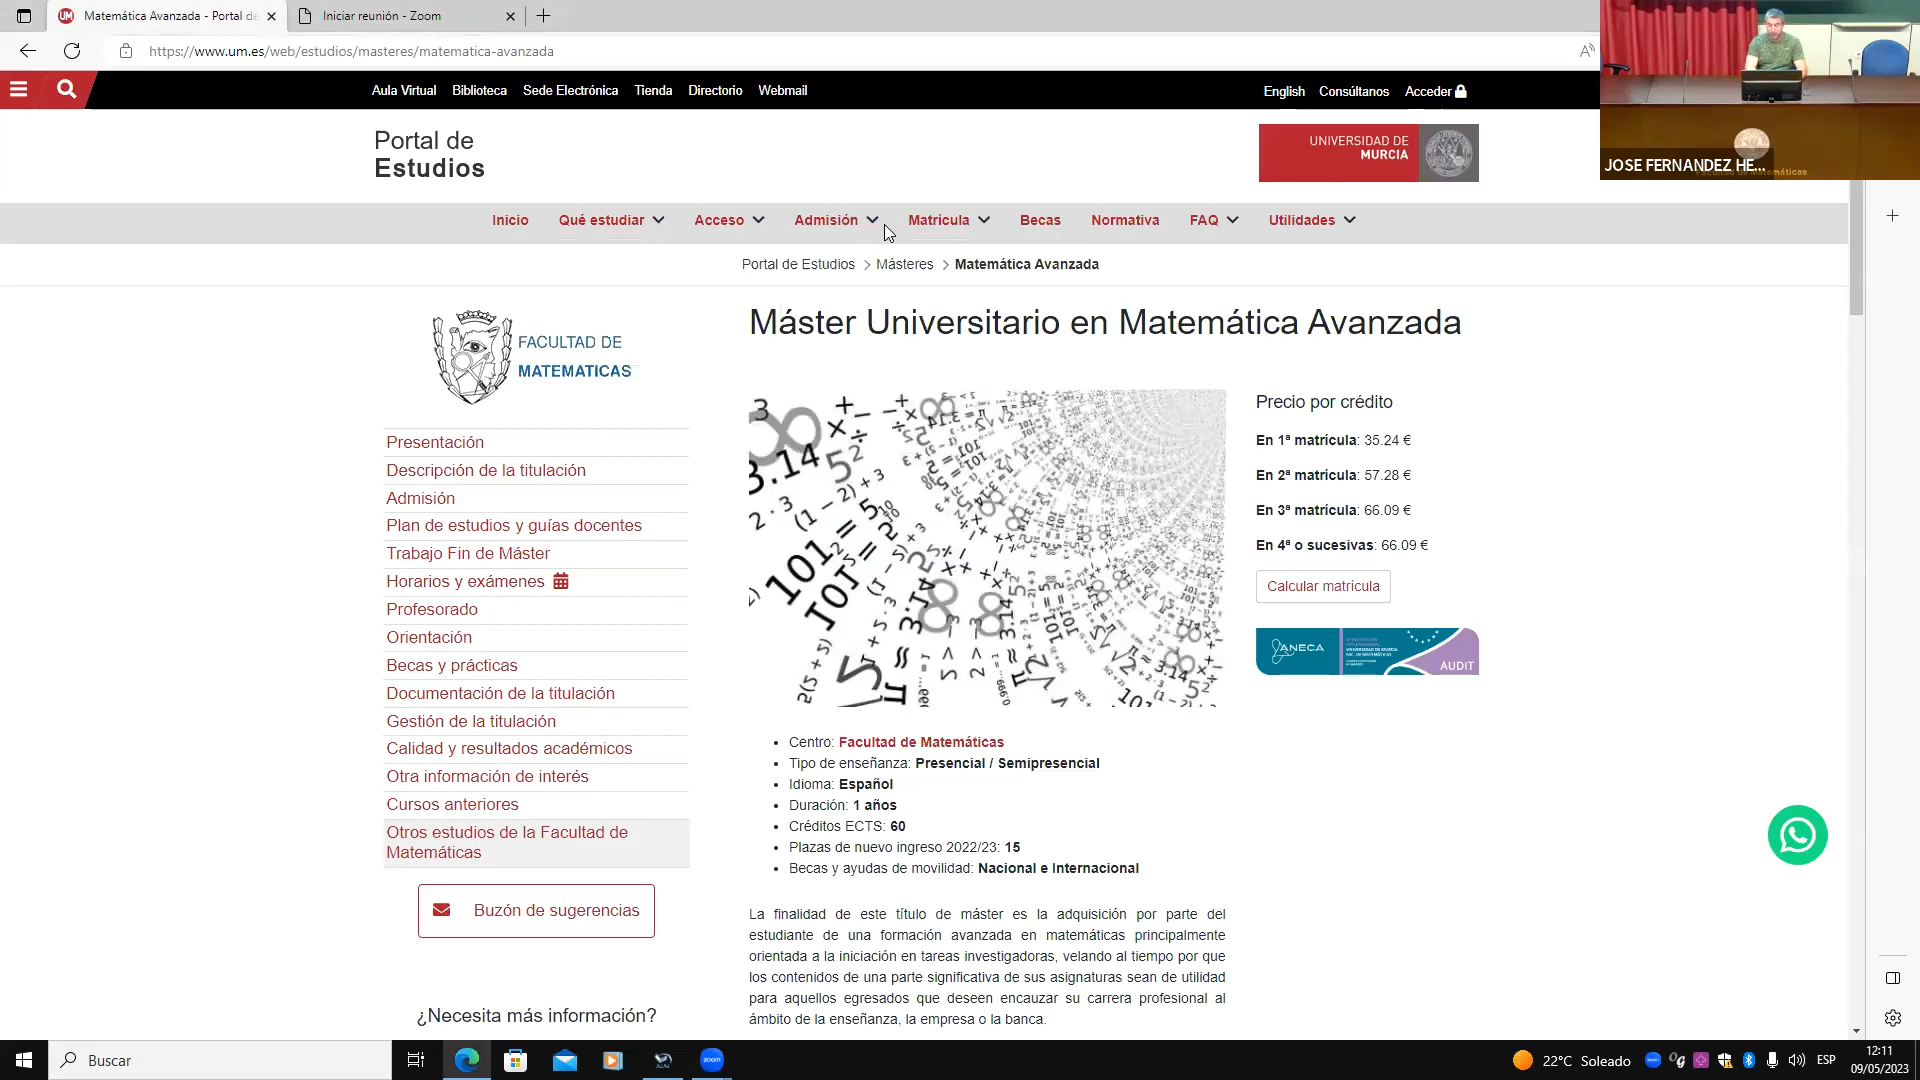 Matemática Avanzada - Portal de
Iniciar reunión - Zoom
https://www.um.es/web/estudios/masteres/matematica-avanzada
Aula Virtual Biblioteca Sede Electrónica Tienda Directorio Webmail
English Consúltanos Acceder
Portal de
Estudios
UNIVERSIDAD DE
MURCIA
JOSE FERNANDEZ HE...
Inicio Qué estudiar Acceso Admisión Matrícula Becas Normativa FAQ Utilidades
Portal de Estudios > Másteres > Matemática Avanzada
FACULTAD DE
MATEMATICAS
Presentación
Descripción de la titulación
Admisión
Plan de estudios y guías docentes
Trabajo Fin de Máster
Horarios y exámenes
Profesorado
Orientación
Becas y prácticas
Documentación de la titulación
Gestión de la titulación
Calidad y resultados académicos
Otra información de interés
Cursos anteriores
Otros estudios de la Facultad de
Matemáticas
Buzón de sugerencias
¿Necesita más información?
Máster Universitario en Matemática Avanzada
Precio por crédito
En 1ª matrícula: 35.24 €
En 2ª matrícula: 57.28 €
En 3ª matrícula: 66.09 €
En 4ª o sucesivas: 66.09 €
Calcular matrícula
ANECA
AUDIT
• Centro: Facultad de Matemáticas
• Tipo de enseñanza: Presencial / Semipresencial
• Idioma: Español
• Duración: 1 años
• Créditos ECTS: 60
• Plazas de nuevo ingreso 2022/23: 15
• Becas y ayudas de movilidad: Nacional e Internacional
La finalidad de este título de máster es la adquisición por parte del
estudiante de una formación avanzada en matemáticas principalmente
orientada a la iniciación en tareas investigadoras, velando al tiempo por que
los contenidos de una parte significativa de sus asignaturas sean de utilidad
para aquellos egresados que deseen encauzar su carrera profesional al
ámbito de la enseñanza, la empresa o la banca.
Buscar
22°C Soleado
ESP
12:11
09/05/2023